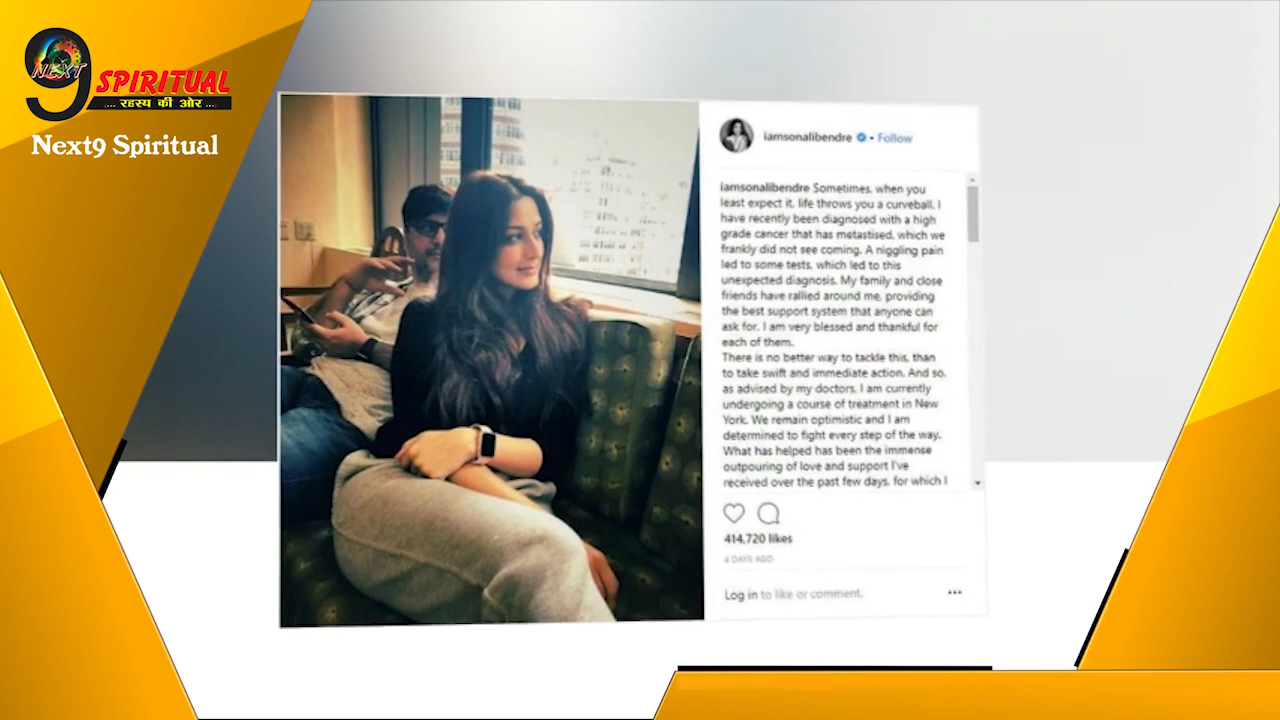 9
NEXT
SPIRITUAL
... रहस्य की ओर ...
Next9 Spiritual
iamsonalibendre • Follow
iamsonalibendre Sometimes, when you
least expect it, life throws you a curveball. I
have recently been diagnosed with a high
grade cancer that has metastised, which we
frankly did not see coming. A niggling pain
led to some tests, which led to this
unexpected diagnosis. My family and close
friends have rallied around me, providing
the best support system that anyone can
ask for. I am very blessed and thankful for
each of them.
There is no better way to tackle this, than
to take swift and immediate action. And so,
as advised by my doctors, I am currently
undergoing a course of treatment in New
York. We remain optimistic and I am
determined to fight every step of the way.
What has helped has been the immense
outpouring of love and support I've
received over the past few days, for which I
414,720 likes
4 DAYS AGO
Log in to like or comment.